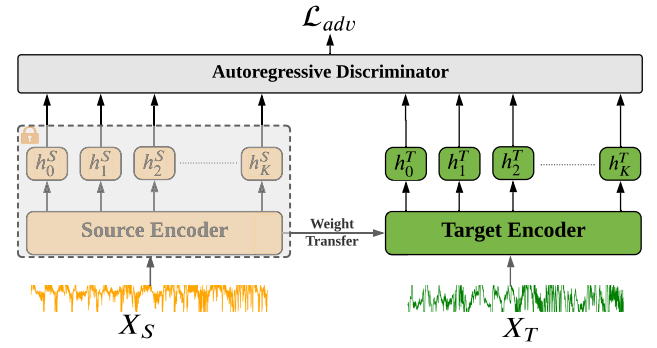 𝓛_adv
Autoregressive Discriminator
h_0^S h_1^S h_2^S h_K^S h_0^T h_1^T h_2^T h_K^T
Source Encoder
Weight
Transfer
Target Encoder
X_S
X_T